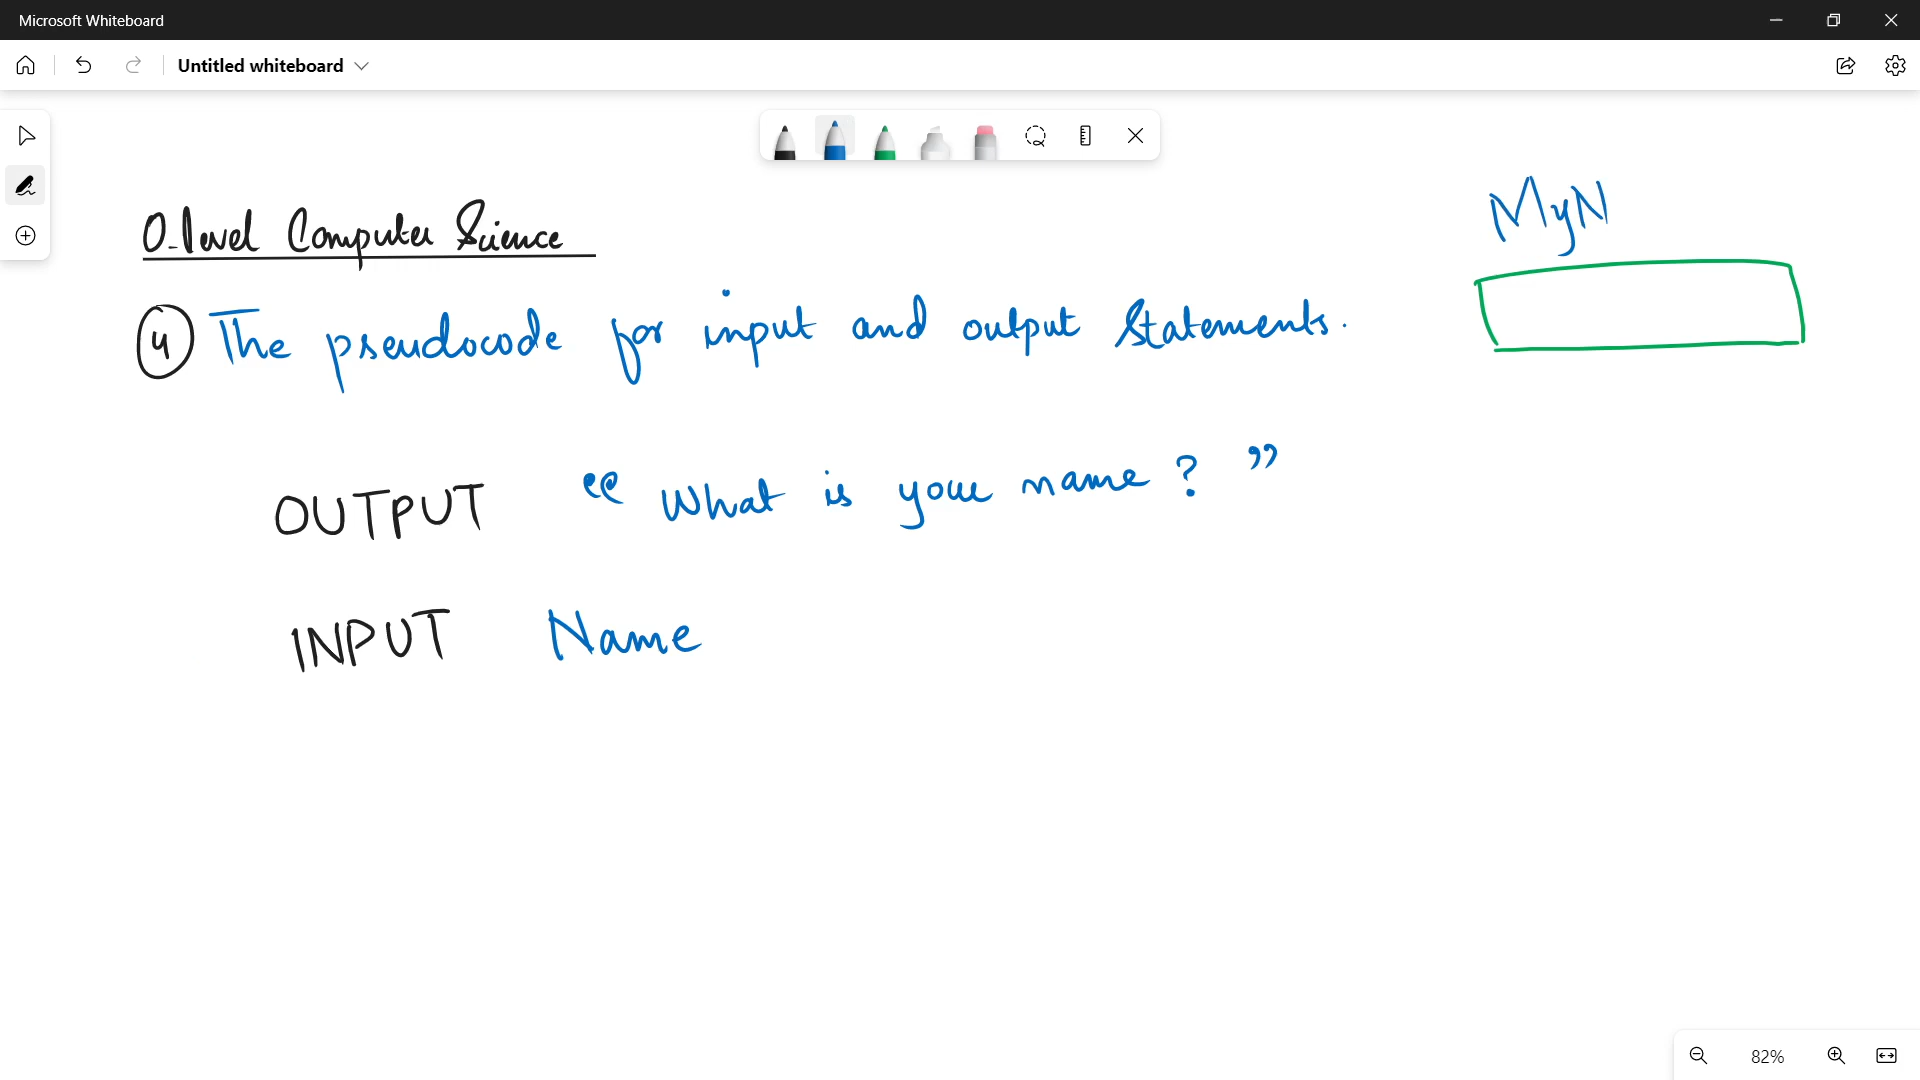 Microsoft Whiteboard
Untitled whiteboard
O-level Computer Science
MyN
4 The pseudocode for input and output statements.
OUTPUT “ What is your name ? ”
INPUT Name
82%